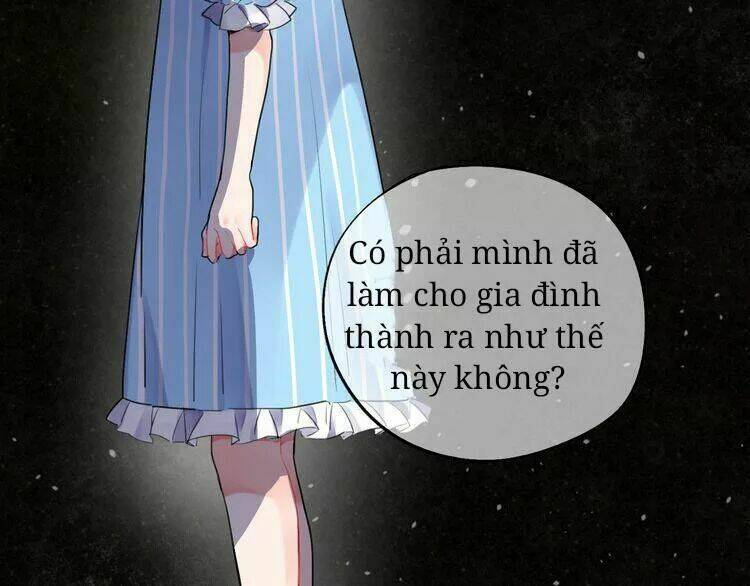 Có phải mình đã
làm cho gia đình
thành ra như thế
này không?